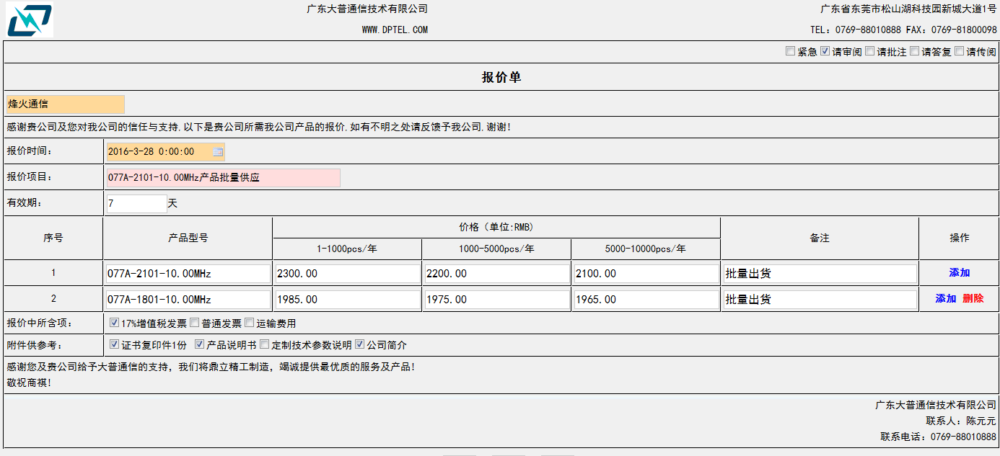 广东大普通信技术有限公司
广东省东莞市松山湖科技园新城大道1号
WWW.DPTEL.COM
TEL: 0769-88010888 FAX: 0769-81800098
紧急 请审阅 请批注 请答复 请传阅
报价单
烽火通信
感谢贵公司及您对我公司的信任与支持.以下是贵公司所需我公司产品的报价.如有不明之处请反馈予我公司.谢谢!
报价时间: 2016-3-28 0:00:00
报价项目: 077A-2101-10.00MHz产品批量供应
有效期: 7 天
序号 产品型号 价格（单位:RMB） 备注 操作
1-1000pcs/年 1000-5000pcs/年 5000-10000pcs/年
1 077A-2101-10.00MHz 2300.00 2200.00 2100.00 批量出货 添加
2 077A-1801-10.00MHz 1985.00 1975.00 1965.00 批量出货 添加 删除
报价中所含项: 17%增值税发票 普通发票 运输费用
附件供参考: 证书复印件1份 产品说明书 定制技术参数说明 公司简介
感谢您及贵公司给予大普通信的支持，我们将鼎立精工制造，竭诚提供最优质的服务及产品!
敬祝商祺!
广东大普通信技术有限公司
联系人: 陈元元
联系电话: 0769-88010888